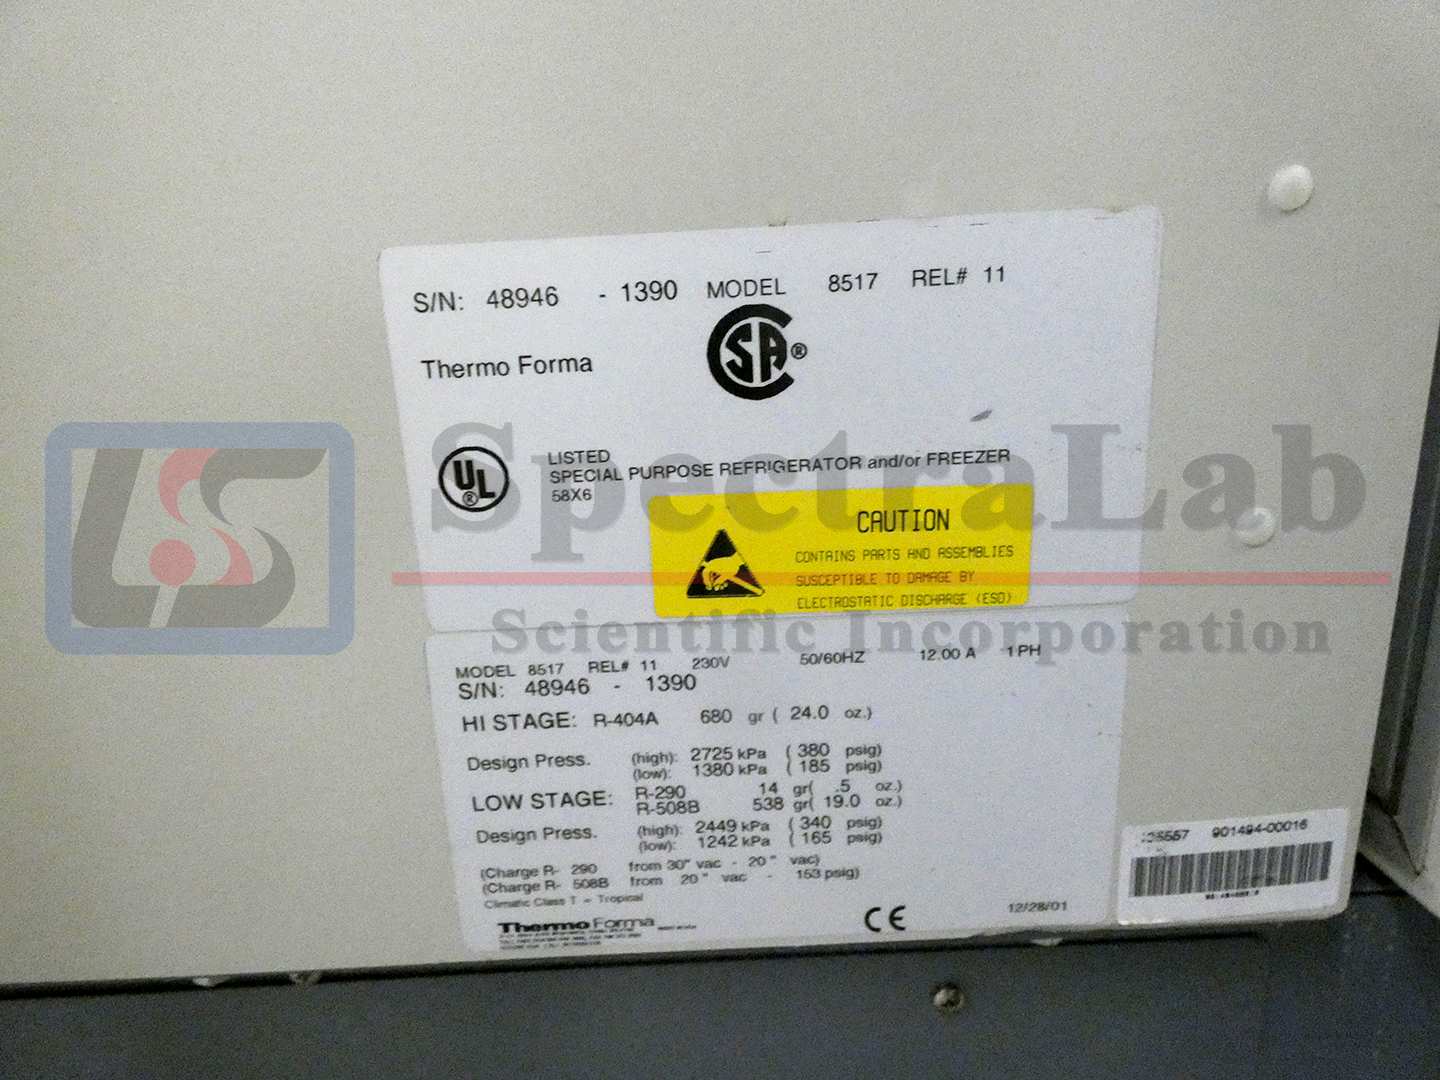 S/N: 48946 - 1390 MODEL 8517 REL# 11
CSA®
Thermo Forma
UL® LISTED
SPECIAL PURPOSE REFRIGERATOR and/or FREEZER
58X6
CAUTION
CONTAINS PARTS AND ASSEMBLIES
SUSCEPTIBLE TO DAMAGE BY
ELECTROSTATIC DISCHARGE (ESD)
SpectraLab
Scientific Incorporation
MODEL 8517 REL# 11 230V 50/60HZ 12.00 A 1 PH
S/N: 48946 - 1390
HI STAGE: R-404A 680 gr ( 24.0 oz.)
Design Press. (high): 2725 kPa ( 380 psig)
(low): 1380 kPa ( 185 psig)
LOW STAGE: R-290 14 gr( .5 oz.)
R-508B 538 gr( 19.0 oz.)
Design Press. (high): 2449 kPa ( 340 psig)
(low): 1242 kPa ( 165 psig)
(Charge R- 290 from 30" vac - 20 " vac)
(Charge R- 508B from 20 " vac - 153 psig)
Climatic Class T - Tropical
Thermo Forma
CE 12/28/01
901494-00016